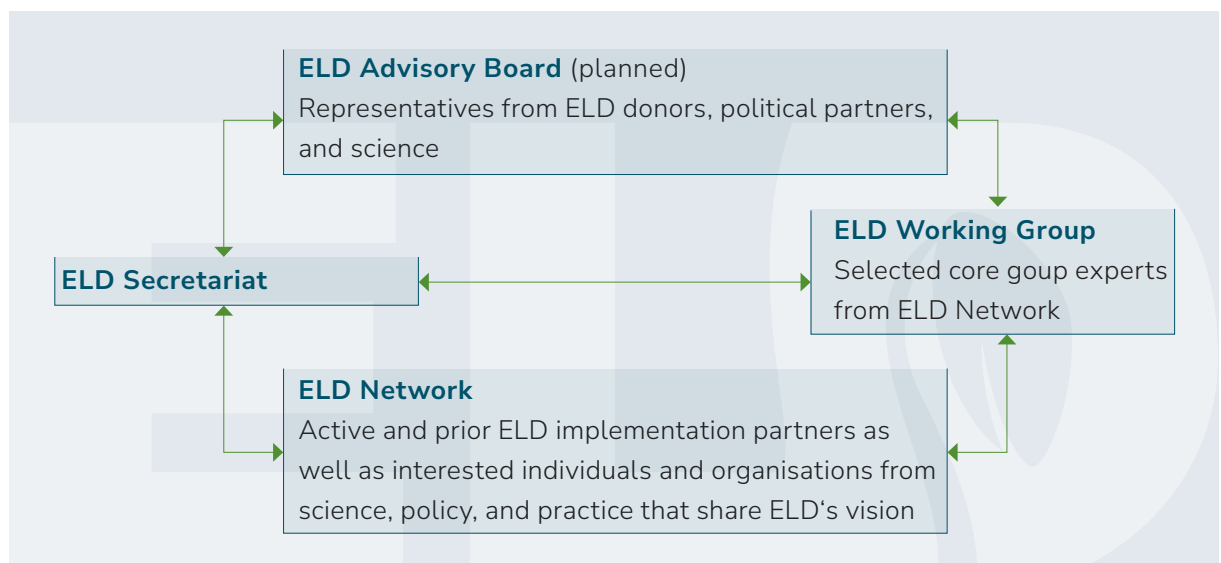 ELD Advisory Board (planned)
Representatives from ELD donors, political partners,
and science
ELD Working Group
Selected core goup experts
from ELD Network
ELD Secretariat
ELD Network
Active and prior ELD implementation partners as
well as interested individuals and organisations from
science, policy, and practice that share ELD‘s vision